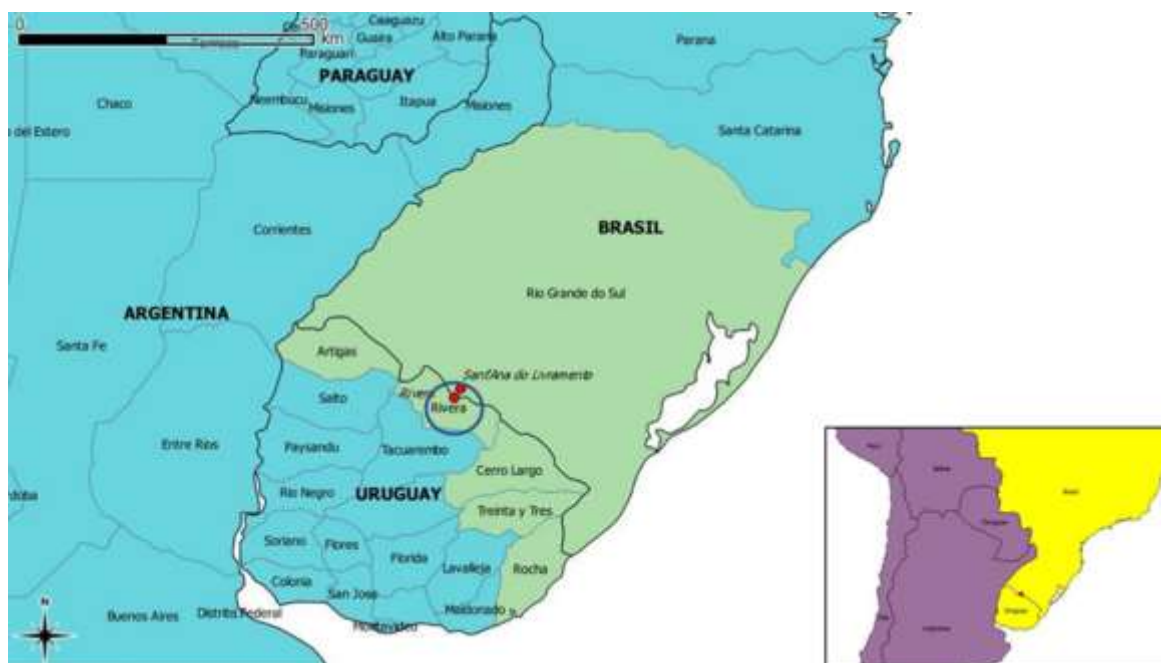 0
500
km
Caaguazu
Guaira
Alto Parana
Paraguari
PARAGUAY
Parana
Chaco
Neembucu
Misiones
Itapua
Misiones
o del Estero
Santa Catarina
Corrientes
BRASIL
Rio Grande do Sul
ARGENTINA
Santa Fe
Artigas
Sant'Ana do Livramento
Rivera
Rivera
Salto
Entre Rios
Paysandu
Tacuarembo
Cerro Largo
Rio Negro
URUGUAY
Treinta y Tres
Soriano
Flores
Florida
Lavalleja
Rocha
Colonia
San Jose
Maldonado
Buenos Aires
Distrito Federal
Montevideo
N